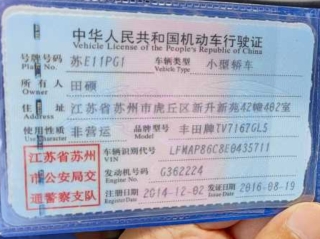 中华人民共和国机动车行驶证
Vehicle License of the People's Republic of China
号牌号码 苏E11PG1 车辆类型 小型轿车
Plate No. Vehicle Type
所有人 田硕
Owner
住址 江苏省苏州市虎丘区新升新苑42幢402室
Address
使用性质 非营运 品牌型号 丰田牌TV7167GLS
Use Character Model
江苏省苏州
市公安局交
通警察支队
车辆识别代号 LFMAP86C8E0435711
VIN
发动机号码 G362224
Engine No.
注册日期 2014-12-02 发证日期 2016-08-19
Register Date Issue Date